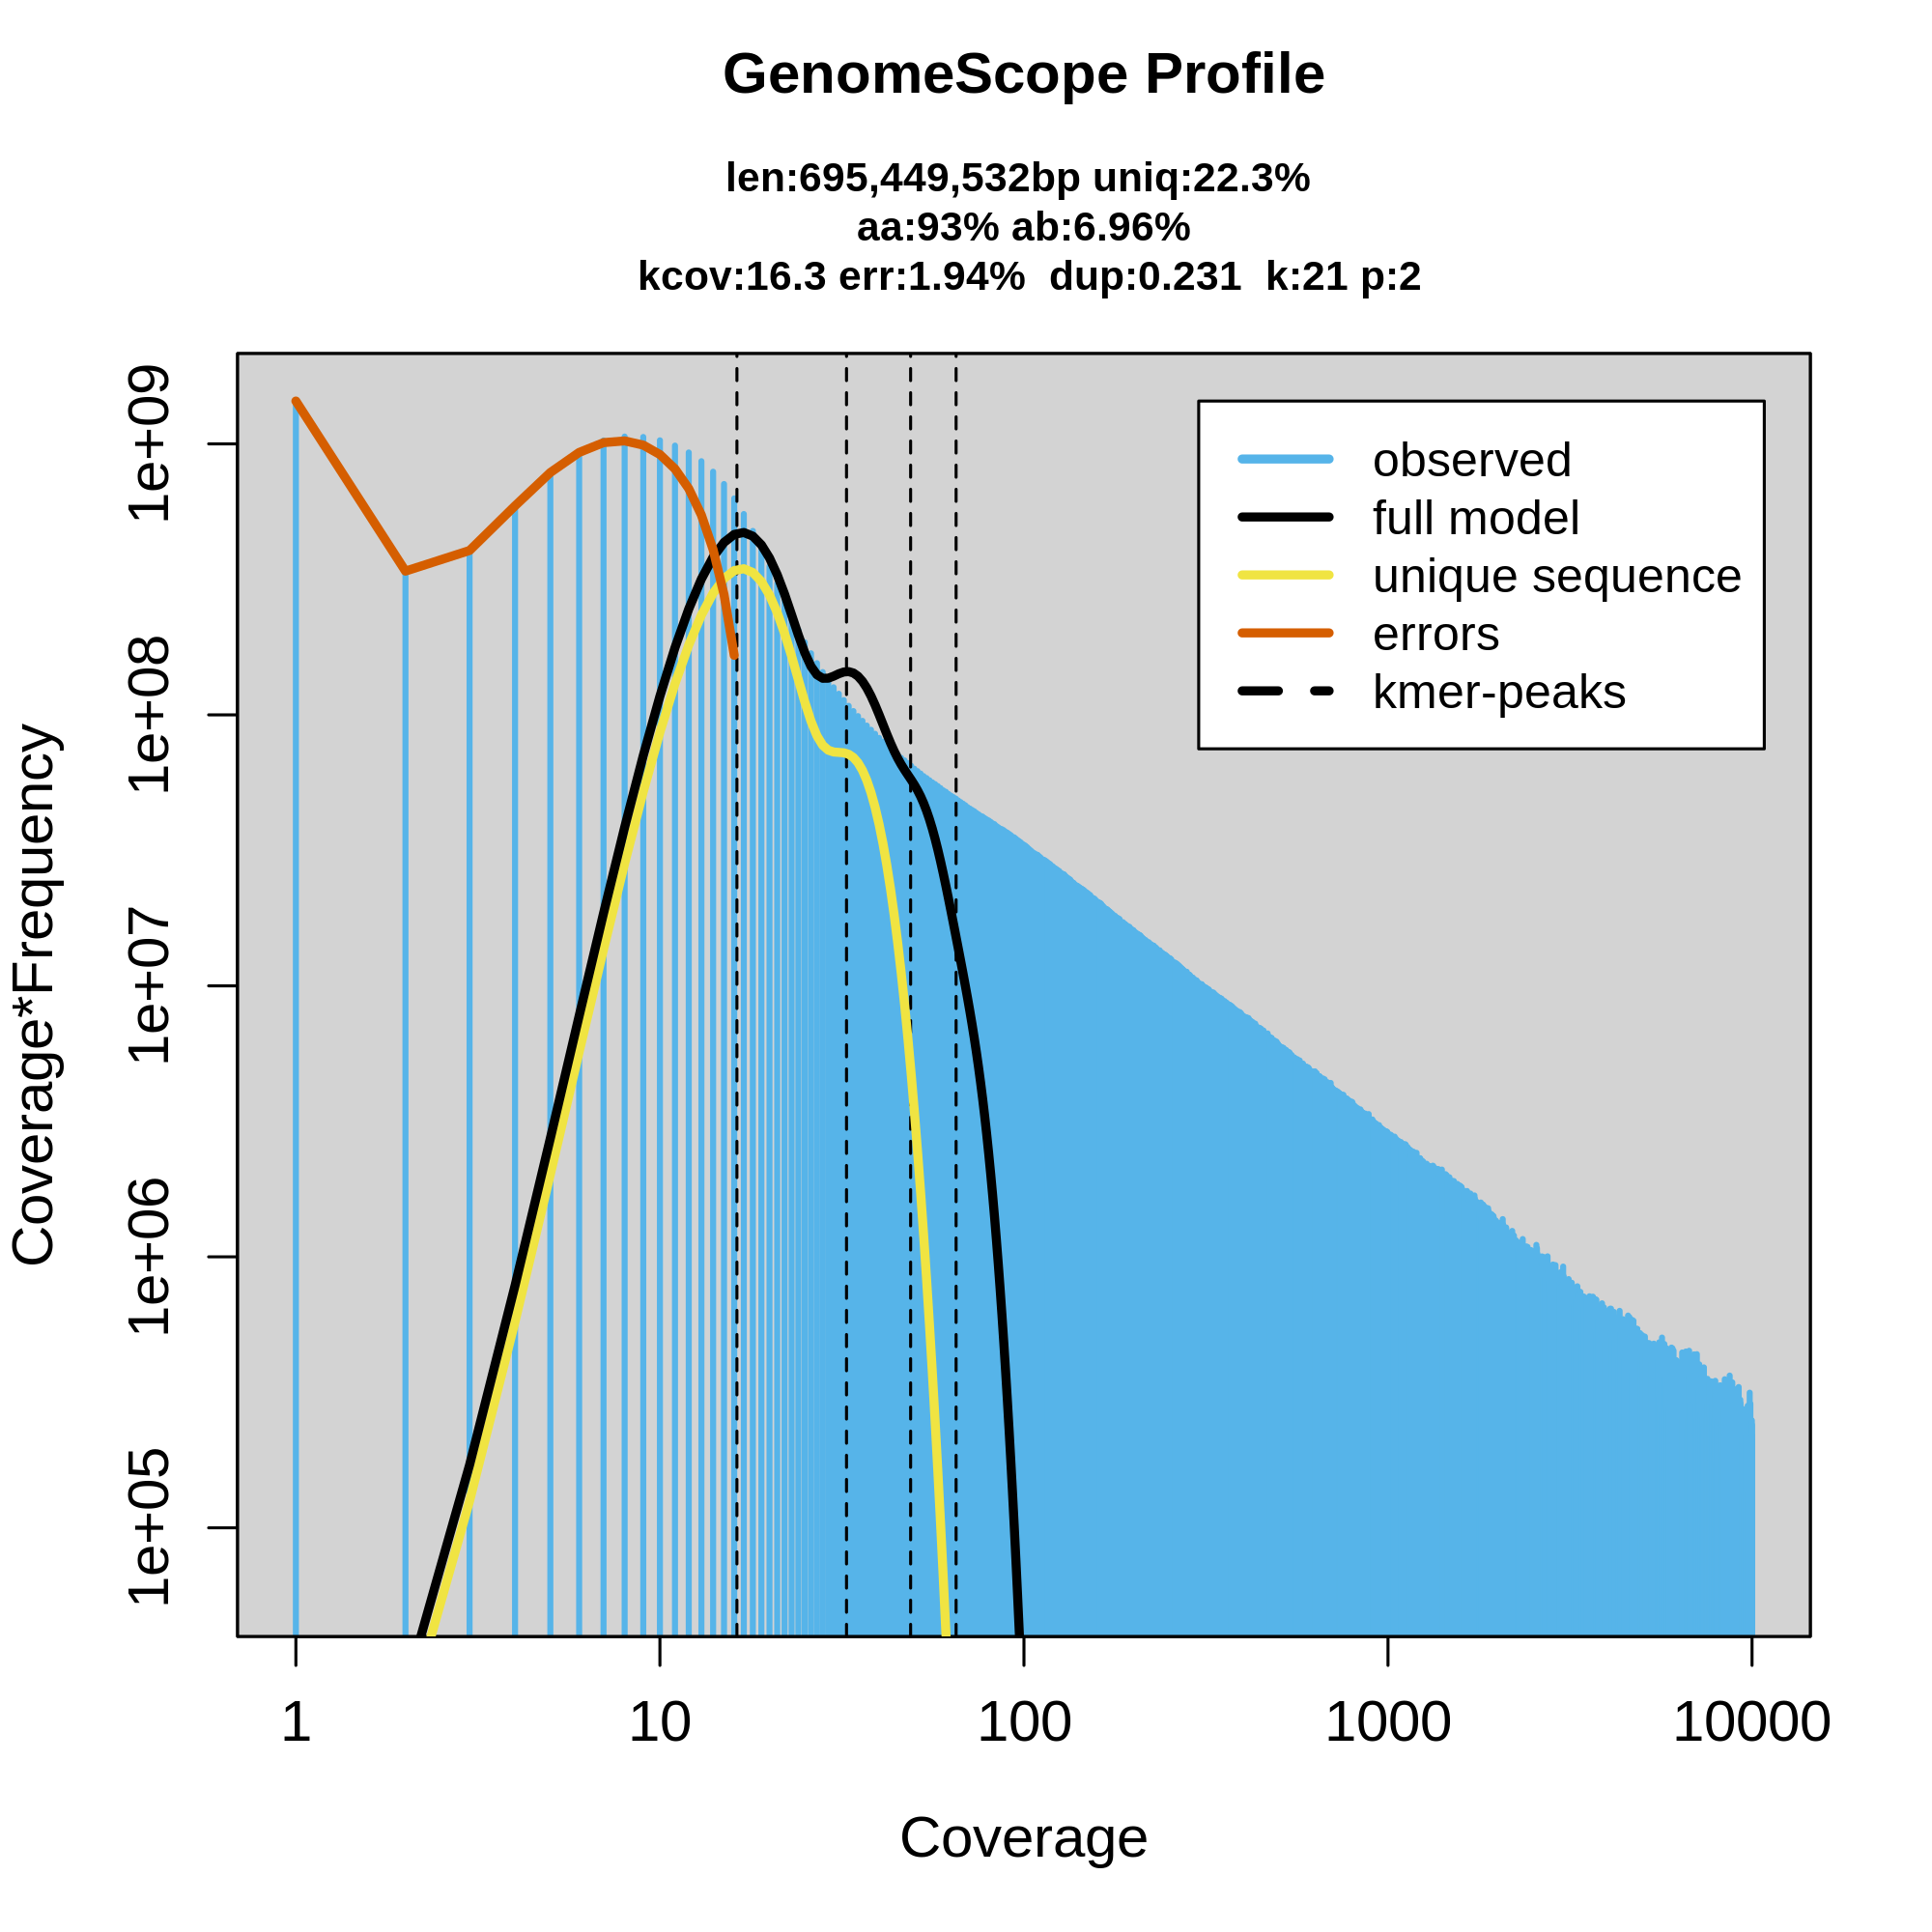 GenomeScope Profile
len:695,449,532bp uniq:22.3%
aa:93% ab:6.96%
kcov:16.3 err:1.94% dup:0.231 k:21 p:2
observed
full model
unique sequence
errors
kmer-peaks
Coverage*Frequency
1e+09
1e+08
1e+07
1e+06
1e+05
1 10 100 1000 10000
Coverage